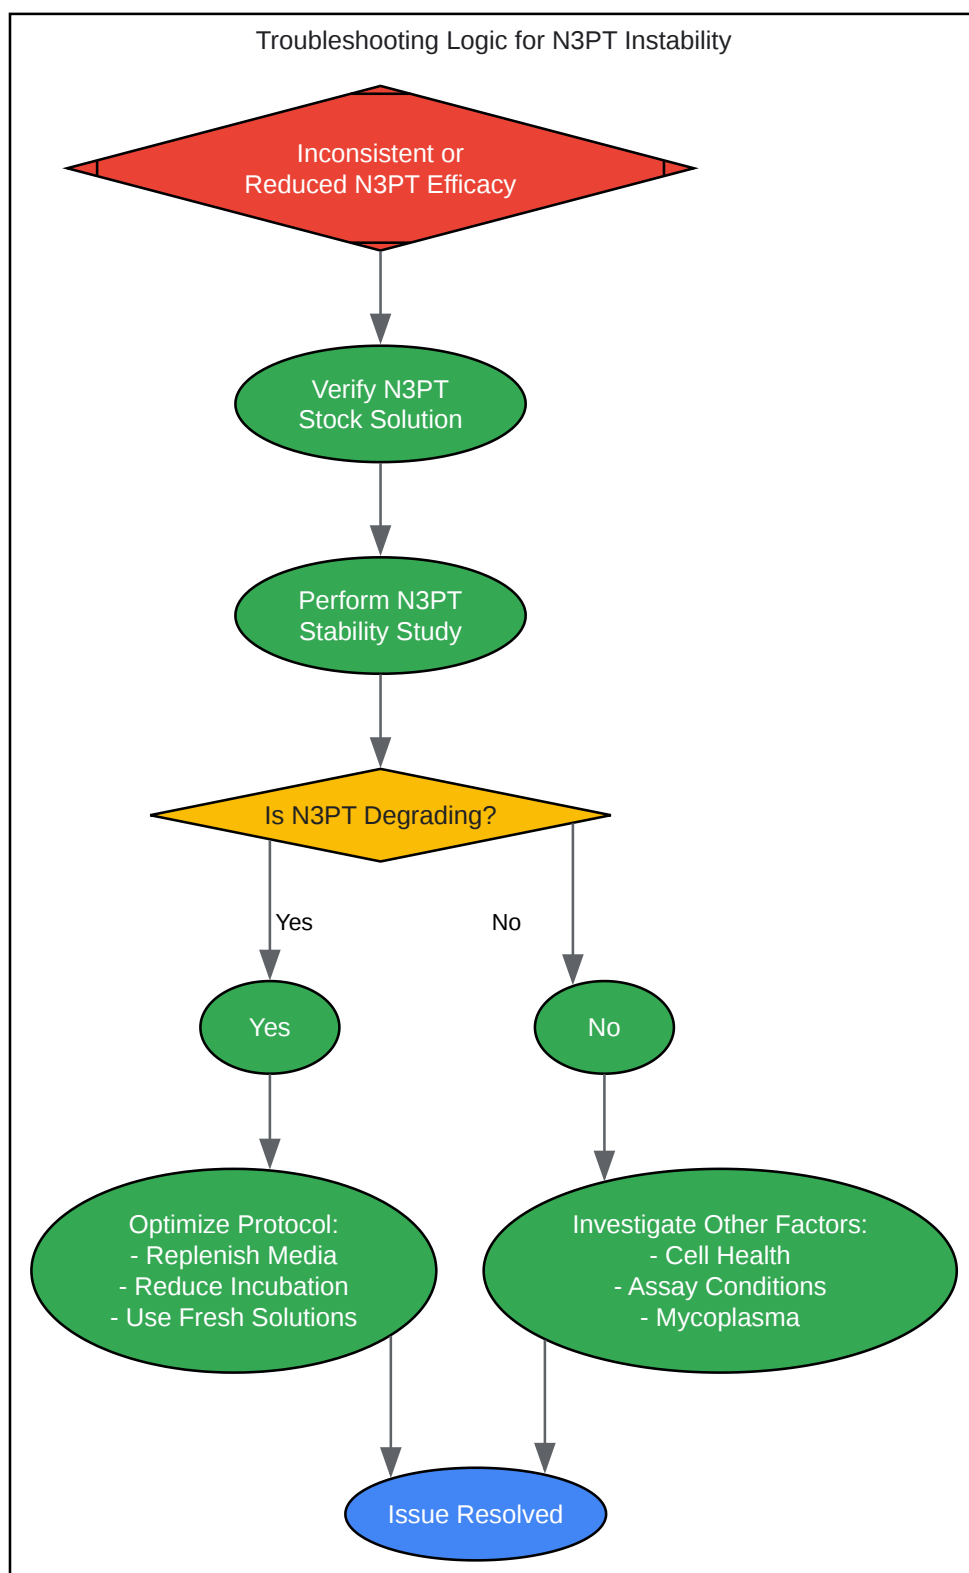 Troubleshooting Logic for N3PT Instability
Inconsistent or
Reduced N3PT Efficacy
Verify N3PT
Stock Solution
Perform N3PT
Stability Study
Is N3PT Degrading?
Yes
No
Yes
No
Optimize Protocol:
- Replenish Media
- Reduce Incubation
- Use Fresh Solutions
Investigate Other Factors:
- Cell Health
- Assay Conditions
- Mycoplasma
Issue Resolved